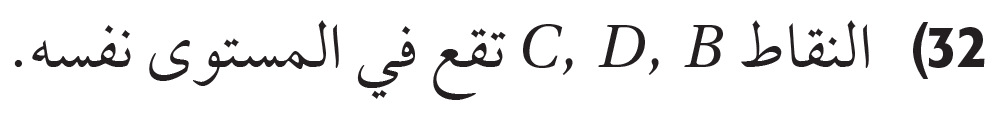 32) النقاط C, D, B تقع في المستوى نفسه.